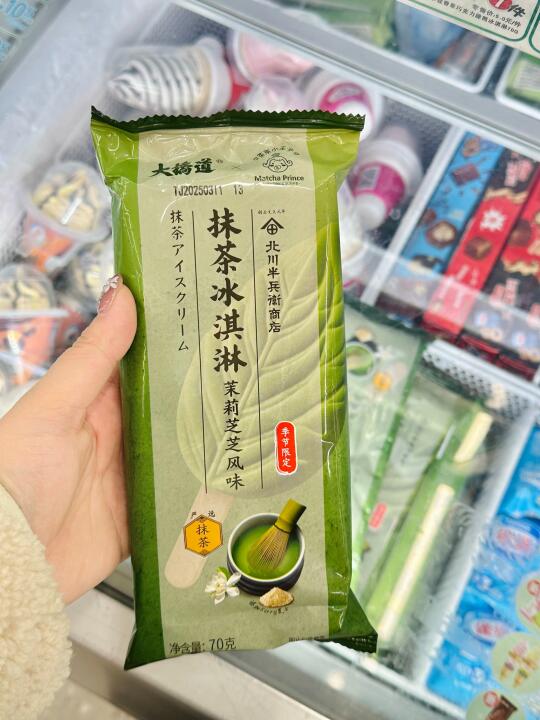 大桥道
Matcha Prince
TJ20250311 13
抹茶アイスクリーム
抹茶冰淇淋
茉莉芝芝风味
北川半兵衛商店
季节限定
严选
抹茶
净含量: 70克
件